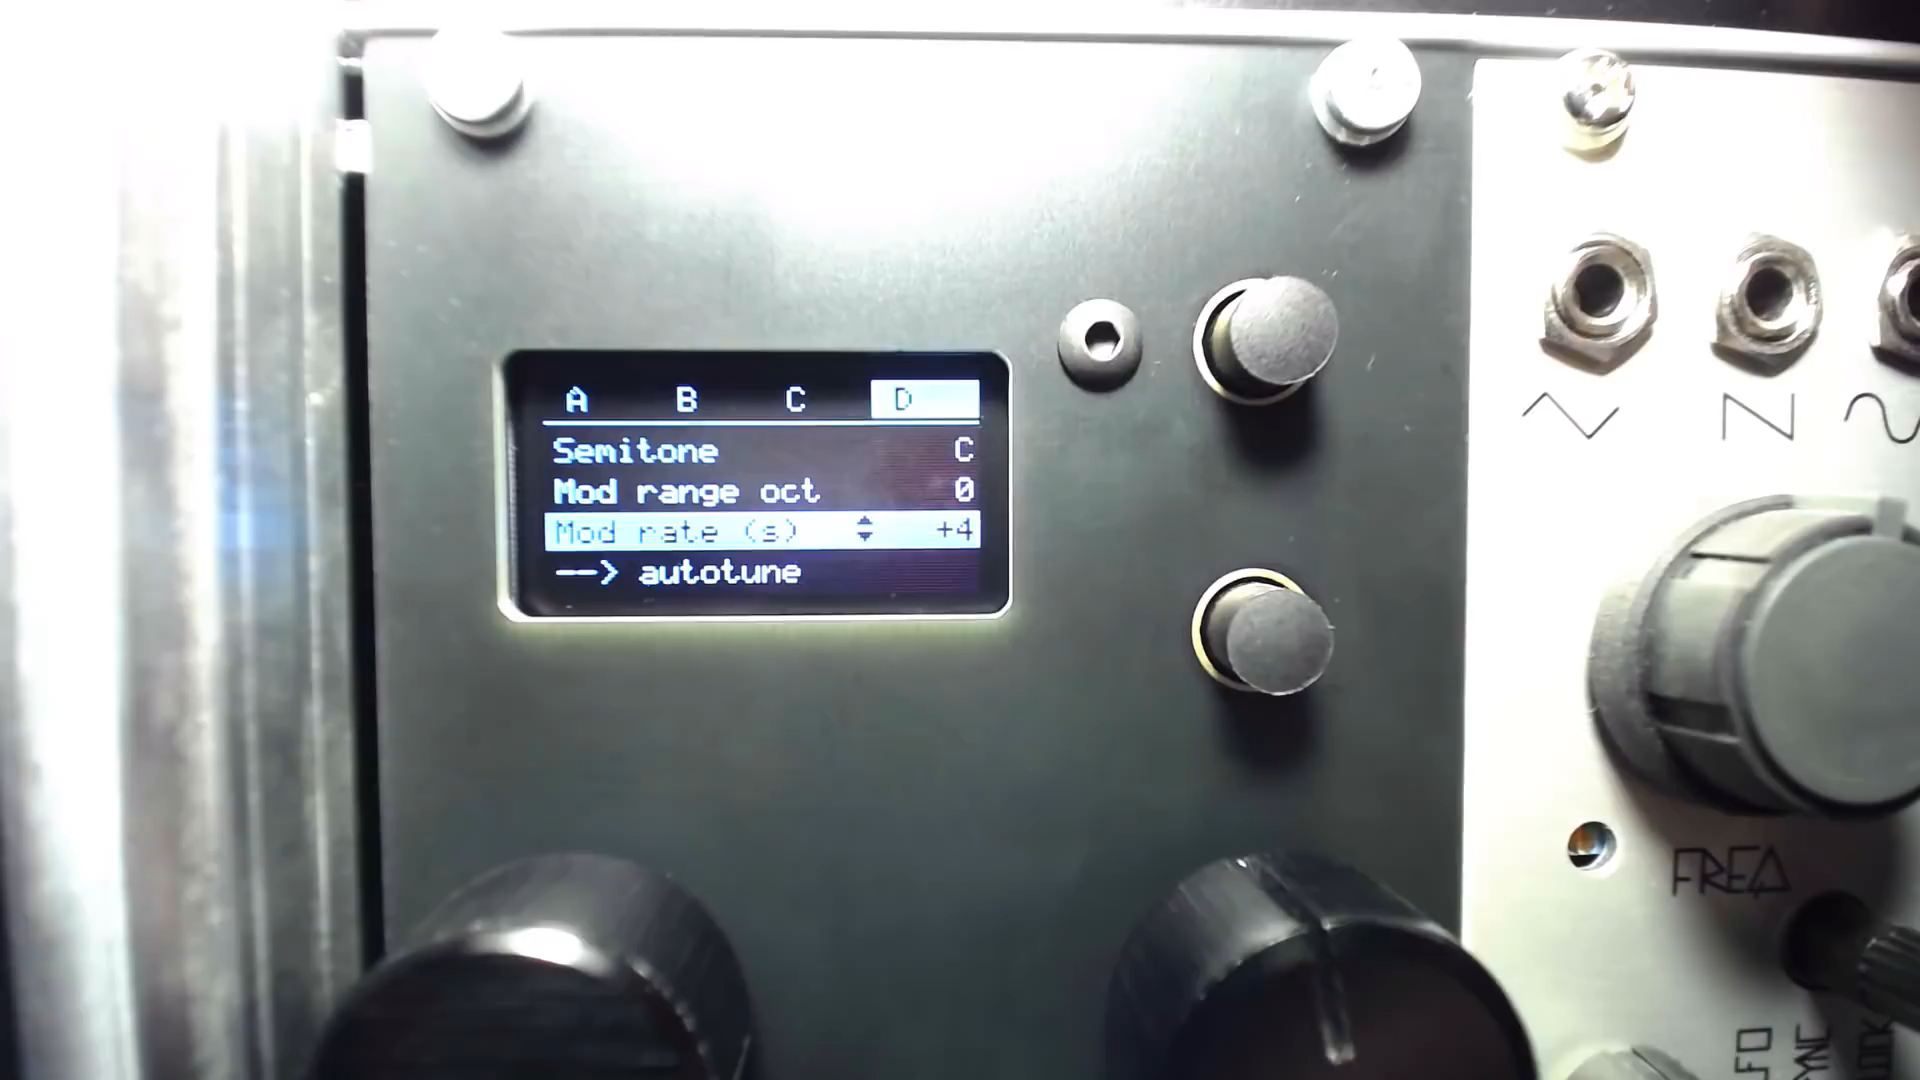 A B C D
Semitone C
Mod range oct 0
Mod rate (s) +4
--> autotune
FREQ